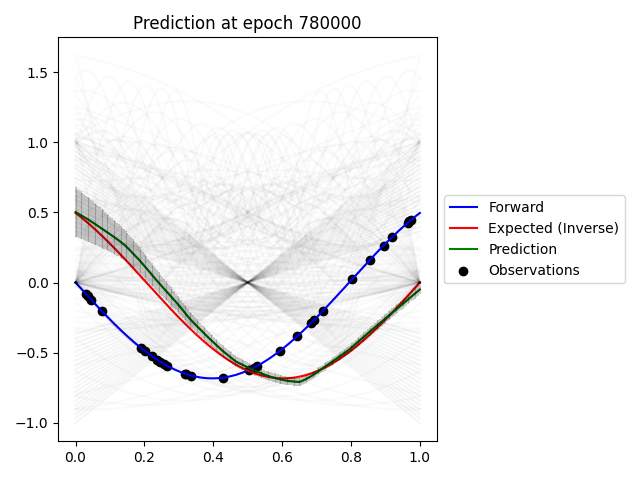 Prediction at epoch 780000
1.5
1.0
0.5
0.0
−0.5
−1.0
0.0 0.2 0.4 0.6 0.8 1.0
Forward
Expected (Inverse)
Prediction
Observations